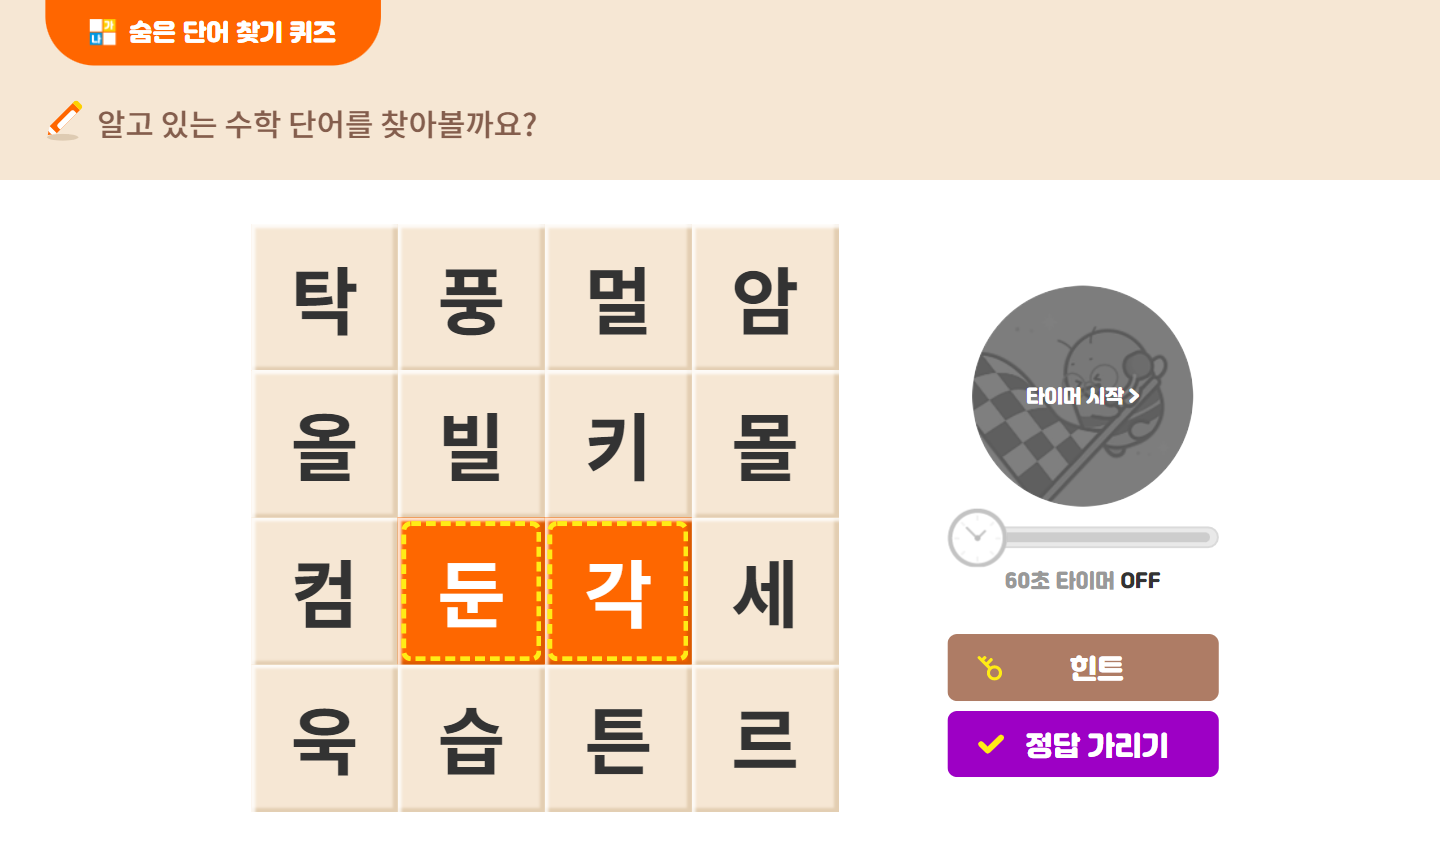 가
나
숨은 단어 찾기 퀴즈
알고 있는 수학 단어를 찾아볼까요?
탁 풍 멀 암
올 빌 키 몰
컴 둔 각 세
욱 습 튼 르
타이머 시작 >
60초 타이머 OFF
힌트
정답 가리기